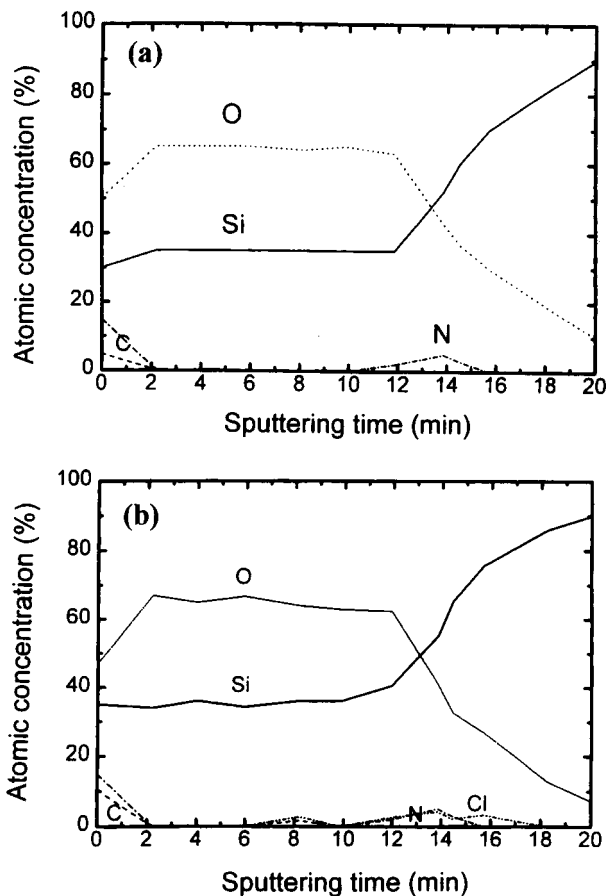 (a)
Atomic concentration (%)
100
80
60
40
20
0
O
Si
C
N
0 2 4 6 8 10 12 14 16 18 20
Sputtering time (min)
(b)
Atomic concentration (%)
100
80
60
40
20
0
O
Si
C
N
Cl
0 2 4 6 8 10 12 14 16 18 20
Sputtering time (min)